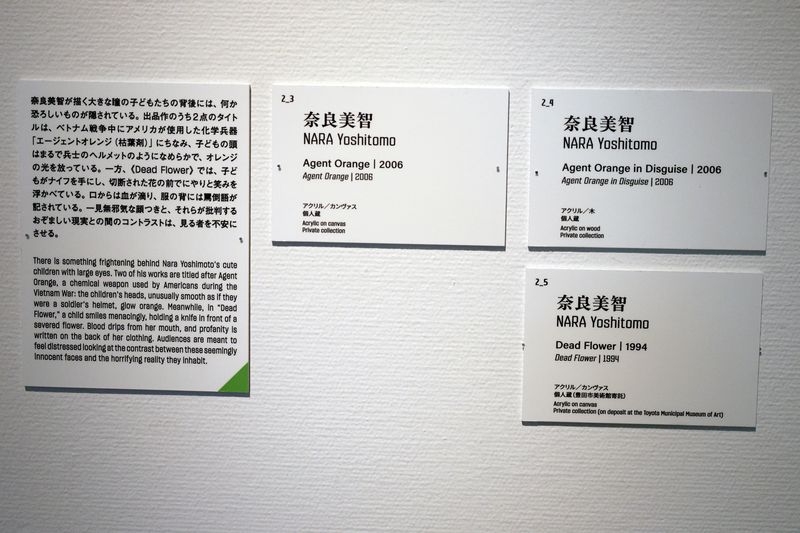 奈良美智が描く大きな瞳の子どもたちの背後には、何か
恐ろしいものが隠されている。出品作のうち2点のタイト
ルは、ベトナム戦争中にアメリカが使用した化学兵器
「エージェントオレンジ（枯葉剤）」にちなみ、子どもの頭
はまるで兵士のヘルメットのようになめらかで、オレンジ
の光を放っている。一方、《Dead Flower》では、子ど
もがナイフを手にし、切断された花の前でにやりと笑みを
浮かべている。口からは血が滴り、服の背には罵倒語が
記されている。一見無邪気な顔つきと、それらが批判する
おぞましい現実との間のコントラストは、見る者を不安に
させる。
There is something frightening behind Nara Yoshimoto's cute
children with large eyes. Two of his works are titled after Agent
Orange, a chemical weapon used by Americans during the
Vietnam War: the children's heads, unusually smooth as if they
were a soldier's helmet, glow orange. Meanwhile, in "Dead
Flower," a child smiles menacingly, holding a knife in front of a
severed flower. Blood drips from her mouth, and profanity is
written on the back of her clothing. Audiences are meant to
feel distressed looking at the contrast between these seemingly
innocent faces and the horrifying reality they inhabit.
2_3
奈良美智
NARA Yoshitomo
Agent Orange | 2006
Agent Orange | 2006
アクリル／カンヴァス
個人蔵
Acrylic on canvas
Private collection
2_4
奈良美智
NARA Yoshitomo
Agent Orange in Disguise | 2006
Agent Orange in Disguise | 2006
アクリル／木
個人蔵
Acrylic on wood
Private collection
2_5
奈良美智
NARA Yoshitomo
Dead Flower | 1994
Dead Flower | 1994
アクリル／カンヴァス
個人蔵（豊田市美術館寄託）
Acrylic on canvas
Private collection (on deposit at the Toyota Municipal Museum of Art)